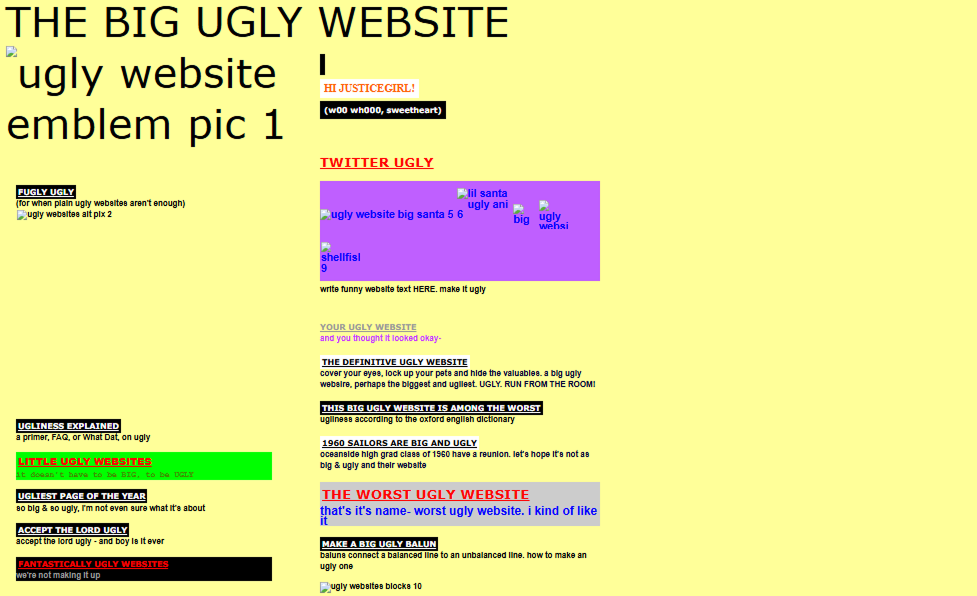 THE BIG UGLY WEBSITE
ugly website
emblem pic 1
FUGLY UGLY
(for when plain ugly websites aren't enough)
ugly websites alt pix 2
UGLINESS EXPLAINED
a primer, FAQ, or What Dat, on ugly
LITTLE UGLY WEBSITES
it doesn't have to be BIG, to be UGLY
UGLIEST PAGE OF THE YEAR
so big & so ugly, I'm not even sure what it's about
ACCEPT THE LORD UGLY
accept the lord ugly - and boy is it ever
FANTASTICALLY UGLY WEBSITES
we're not making it up
HI JUSTICEGIRL!
(w00 wh000, sweetheart)
TWITTER UGLY
ugly website big santa 5
lil santa
ugly ani
6
big
ugly
websi
shellfisl
9
write funny website text HERE. make it ugly
YOUR UGLY WEBSITE
and you thought it looked okay-
THE DEFINITIVE UGLY WEBSITE
cover your eyes, lock up your pets and hide the valuables. a big ugly
website, perhaps the biggest and ugliest. UGLY. RUN FROM THE ROOM!
THIS BIG UGLY WEBSITE IS AMONG THE WORST
ugliness according to the oxford english dictionary
1960 SAILORS ARE BIG AND UGLY
oceanside high grad class of 1960 have a reunion. let's hope it's not as
big & ugly and their website
THE WORST UGLY WEBSITE
that's it's name- worst ugly website. i kind of like
it
MAKE A BIG UGLY BALUN
baluns connect a balanced line to an unbalanced line. how to make an
ugly one
ugly websites blocks 10